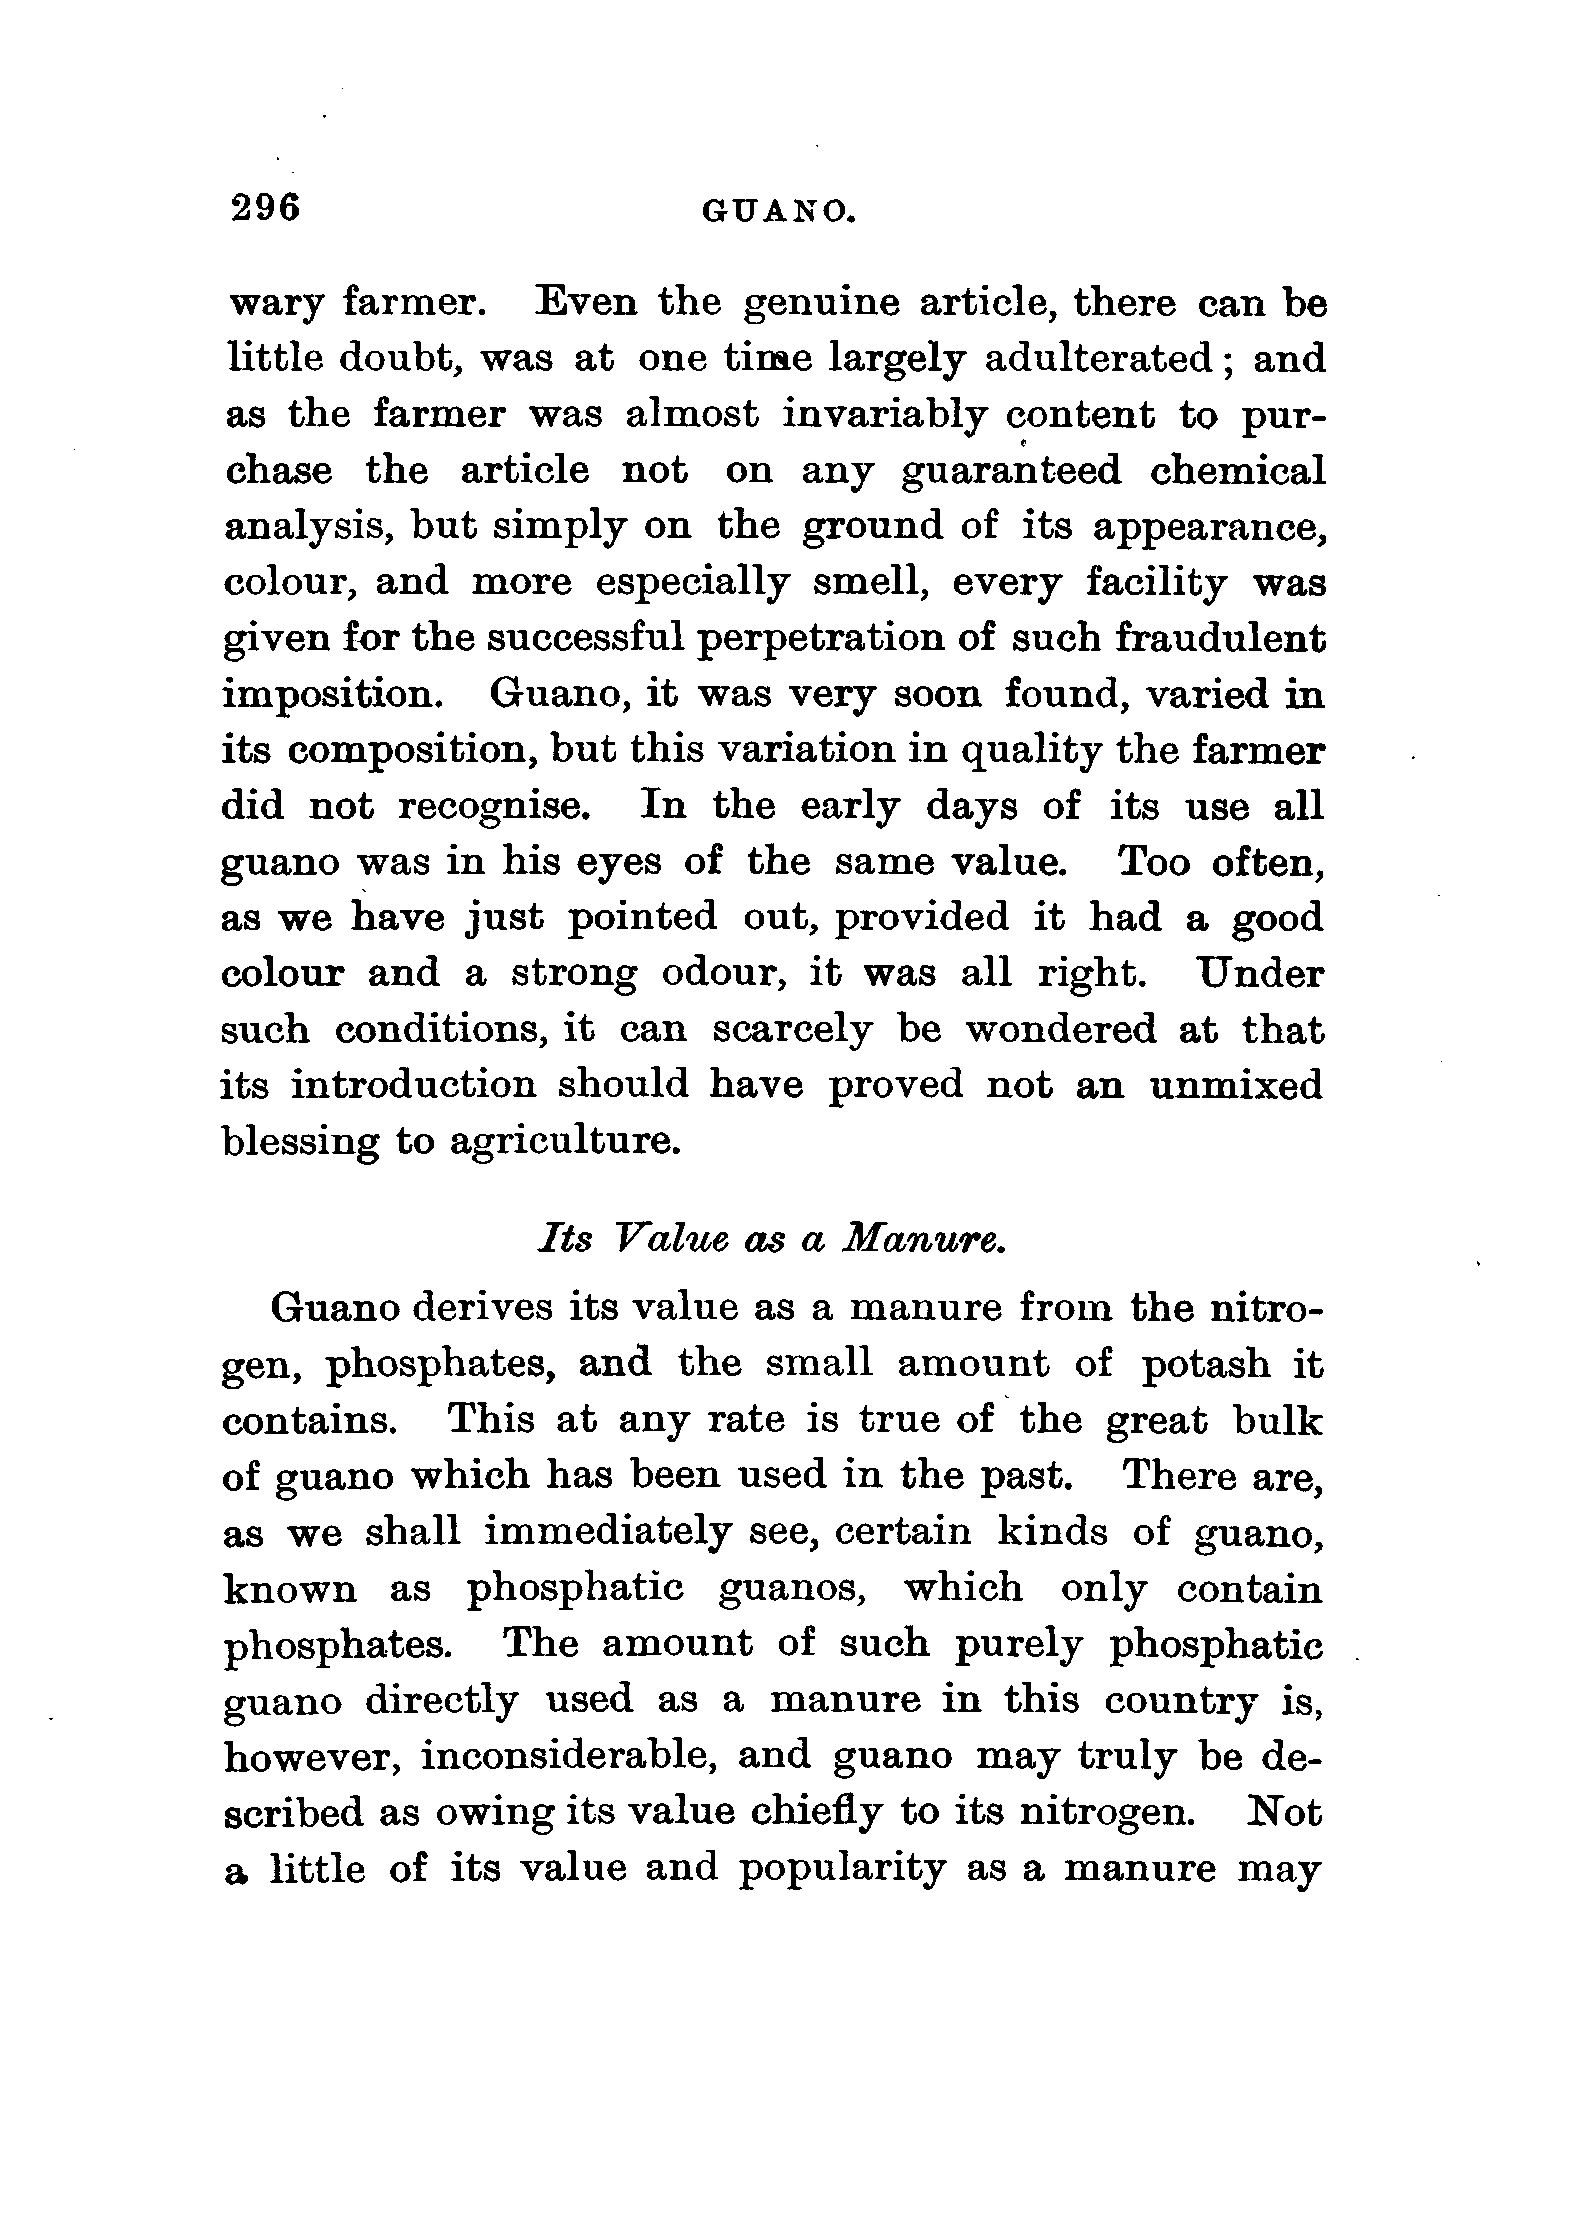 296 GUANO.
wary farmer. Even the genuine article, there can be
little doubt, was at one time largely adulterated; and
as the farmer was almost invariably content to pur-
chase the article not on any guaranteed chemical
analysis, but simply on the ground of its appearance,
colour, and more especially smell, every facility was
given for the successful perpetration of such fraudulent
imposition. Guano, it was very soon found, varied in
its composition, but this variation in quality the farmer
did not recognise. In the early days of its use all
guano was in his eyes of the same value. Too often,
as we have just pointed out, provided it had a good
colour and a strong odour, it was all right. Under
such conditions, it can scarcely be wondered at that
its introduction should have proved not an unmixed
blessing to agriculture.
Its Value as a Manure.
Guano derives its value as a manure from the nitro-
gen, phosphates, and the small amount of potash it
contains. This at any rate is true of the great bulk
of guano which has been used in the past. There are,
as we shall immediately see, certain kinds of guano,
known as phosphatic guanos, which only contain
phosphates. The amount of such purely phosphatic
guano directly used as a manure in this country is,
however, inconsiderable, and guano may truly be de-
scribed as owing its value chiefly to its nitrogen. Not
a little of its value and popularity as a manure may